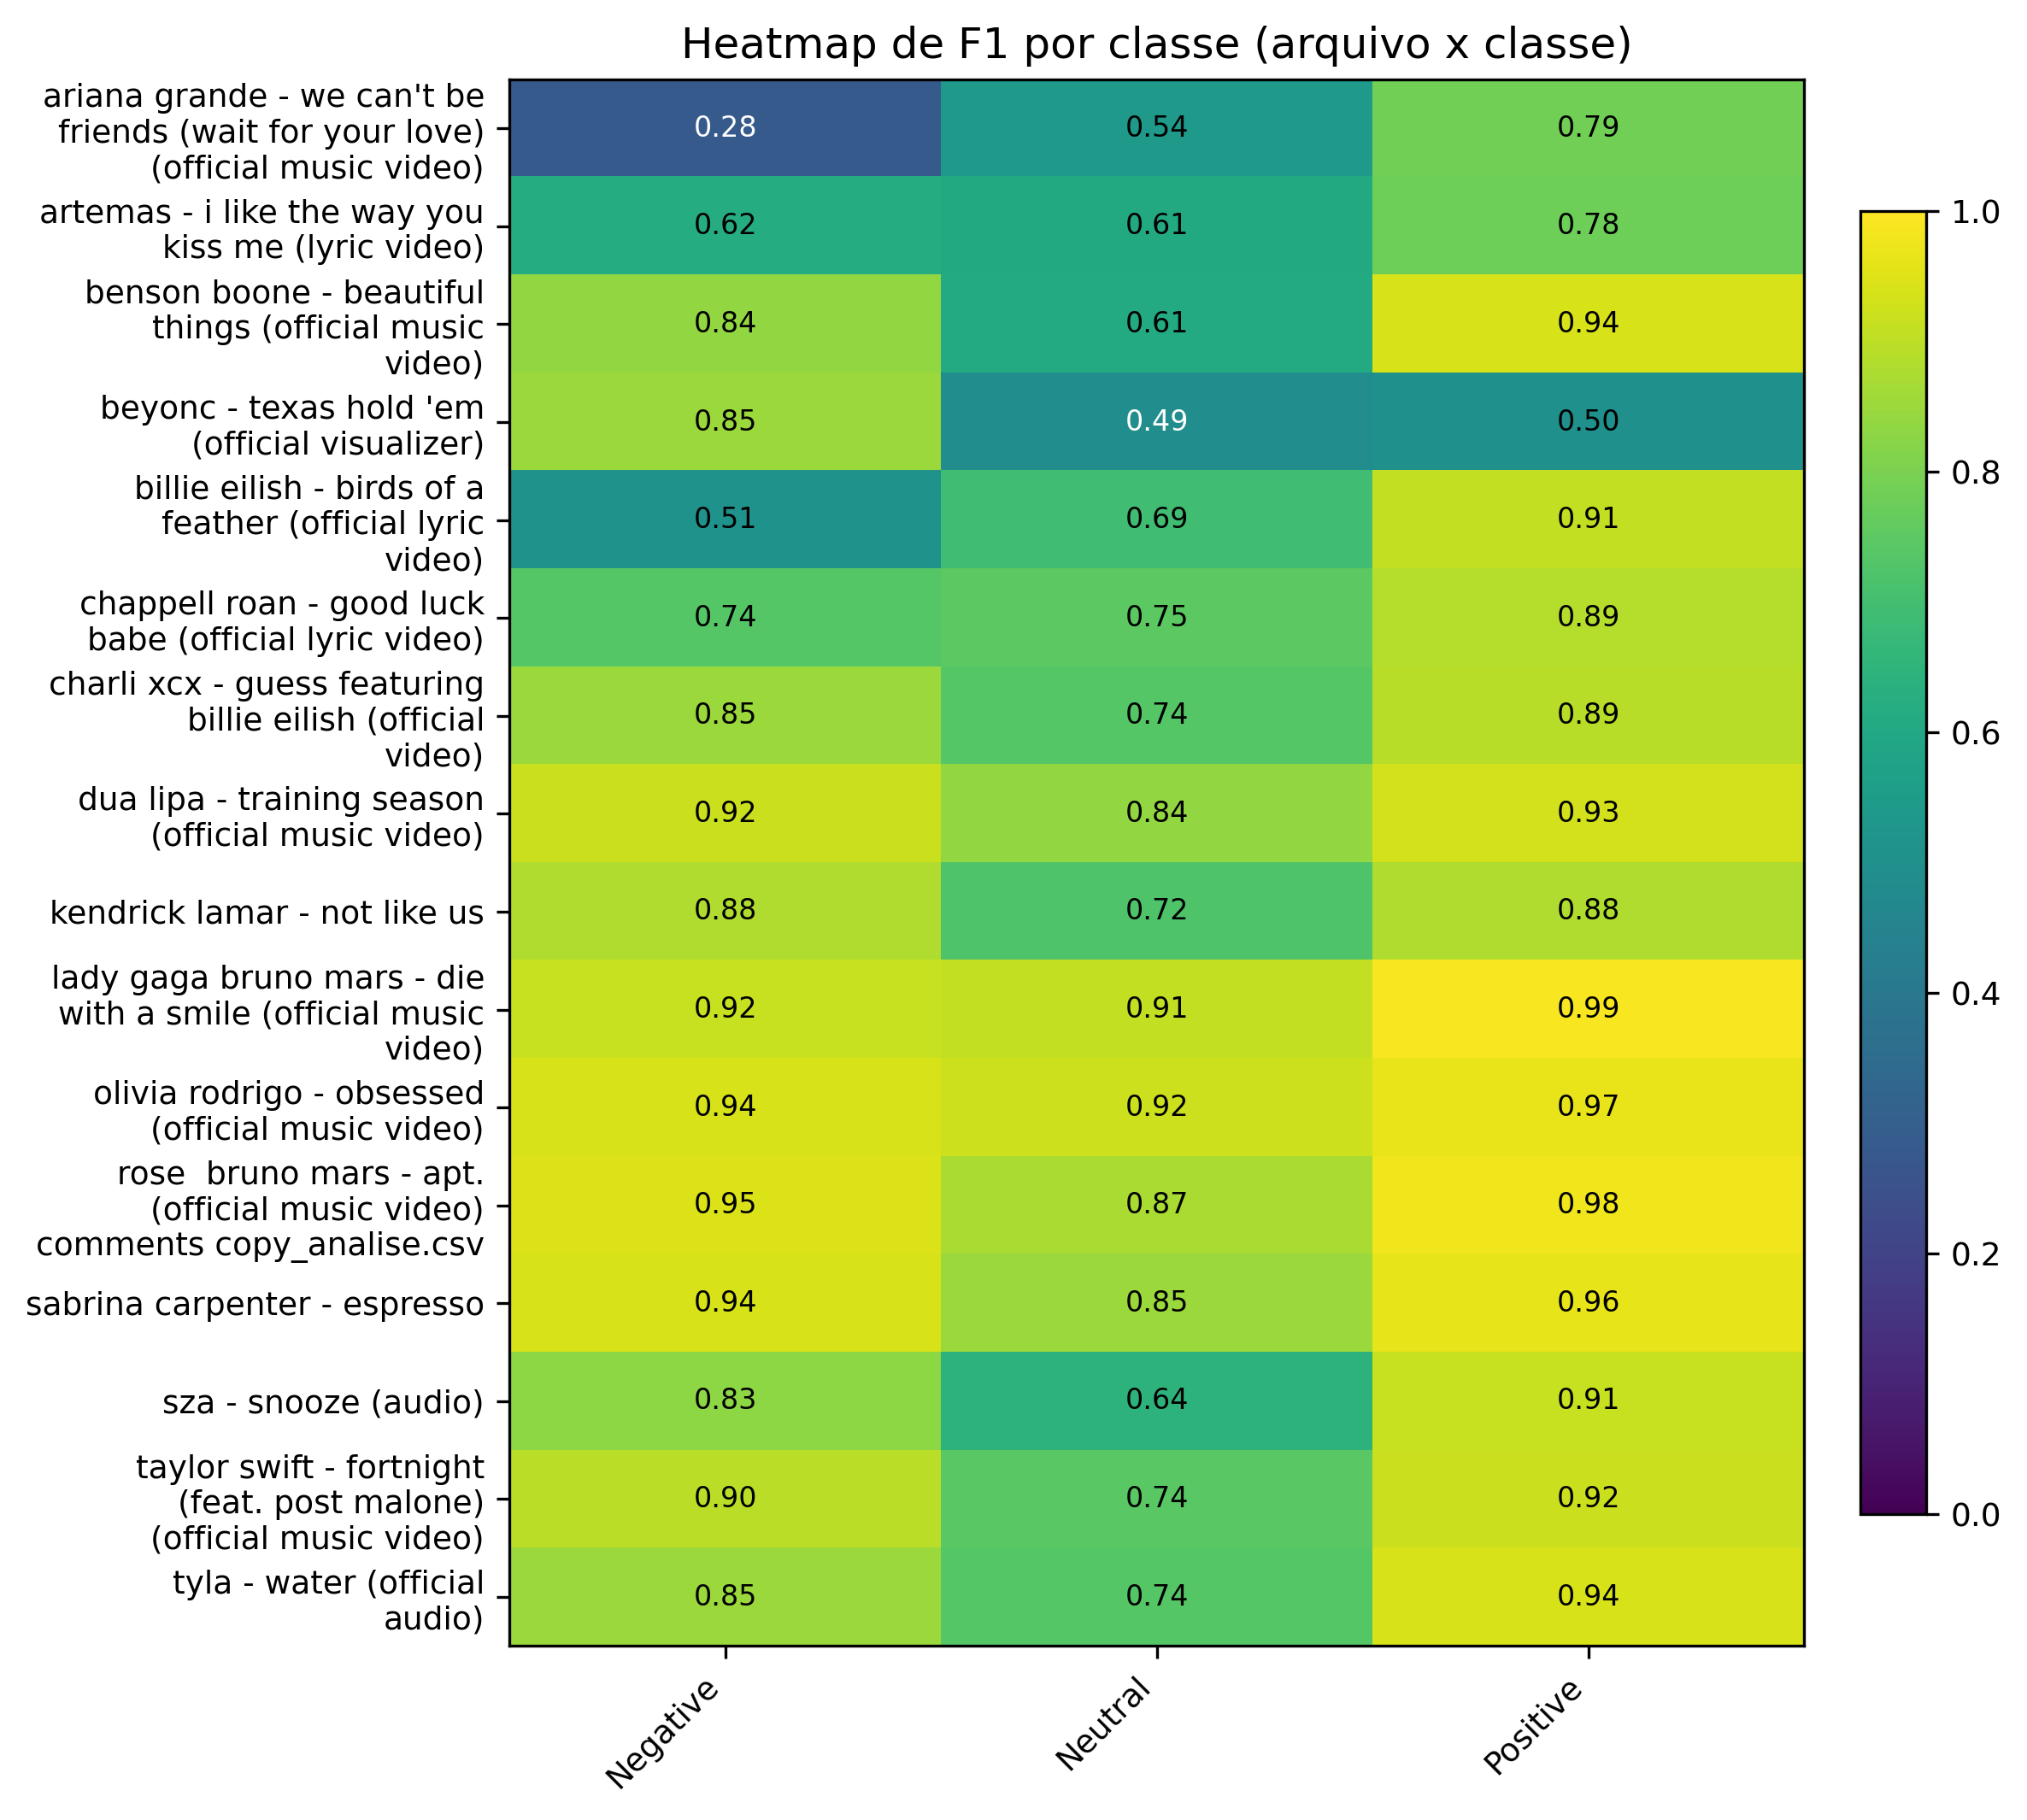 Heatmap de F1 por classe (arquivo x classe)
ariana grande - we can't be
friends (wait for your love)
(official music video)
0.28 0.54 0.79
artemas - i like the way you
kiss me (lyric video)
0.62 0.61 0.78
benson boone - beautiful
things (official music
video)
0.84 0.61 0.94
beyonc - texas hold 'em
(official visualizer)
0.85 0.49 0.50
billie eilish - birds of a
feather (official lyric
video)
0.51 0.69 0.91
chappell roan - good luck
babe (official lyric video)
0.74 0.75 0.89
charli xcx - guess featuring
billie eilish (official
video)
0.85 0.74 0.89
dua lipa - training season
(official music video)
0.92 0.84 0.93
kendrick lamar - not like us
0.88 0.72 0.88
lady gaga bruno mars - die
with a smile (official music
video)
0.92 0.91 0.99
olivia rodrigo - obsessed
(official music video)
0.94 0.92 0.97
rose  bruno mars - apt.
(official music video)
comments copy_analise.csv
0.95 0.87 0.98
sabrina carpenter - espresso
0.94 0.85 0.96
sza - snooze (audio)
0.83 0.64 0.91
taylor swift - fortnight
(feat. post malone)
(official music video)
0.90 0.74 0.92
tyla - water (official
audio)
0.85 0.74 0.94
Negative Neutral Positive
1.0
0.8
0.6
0.4
0.2
0.0